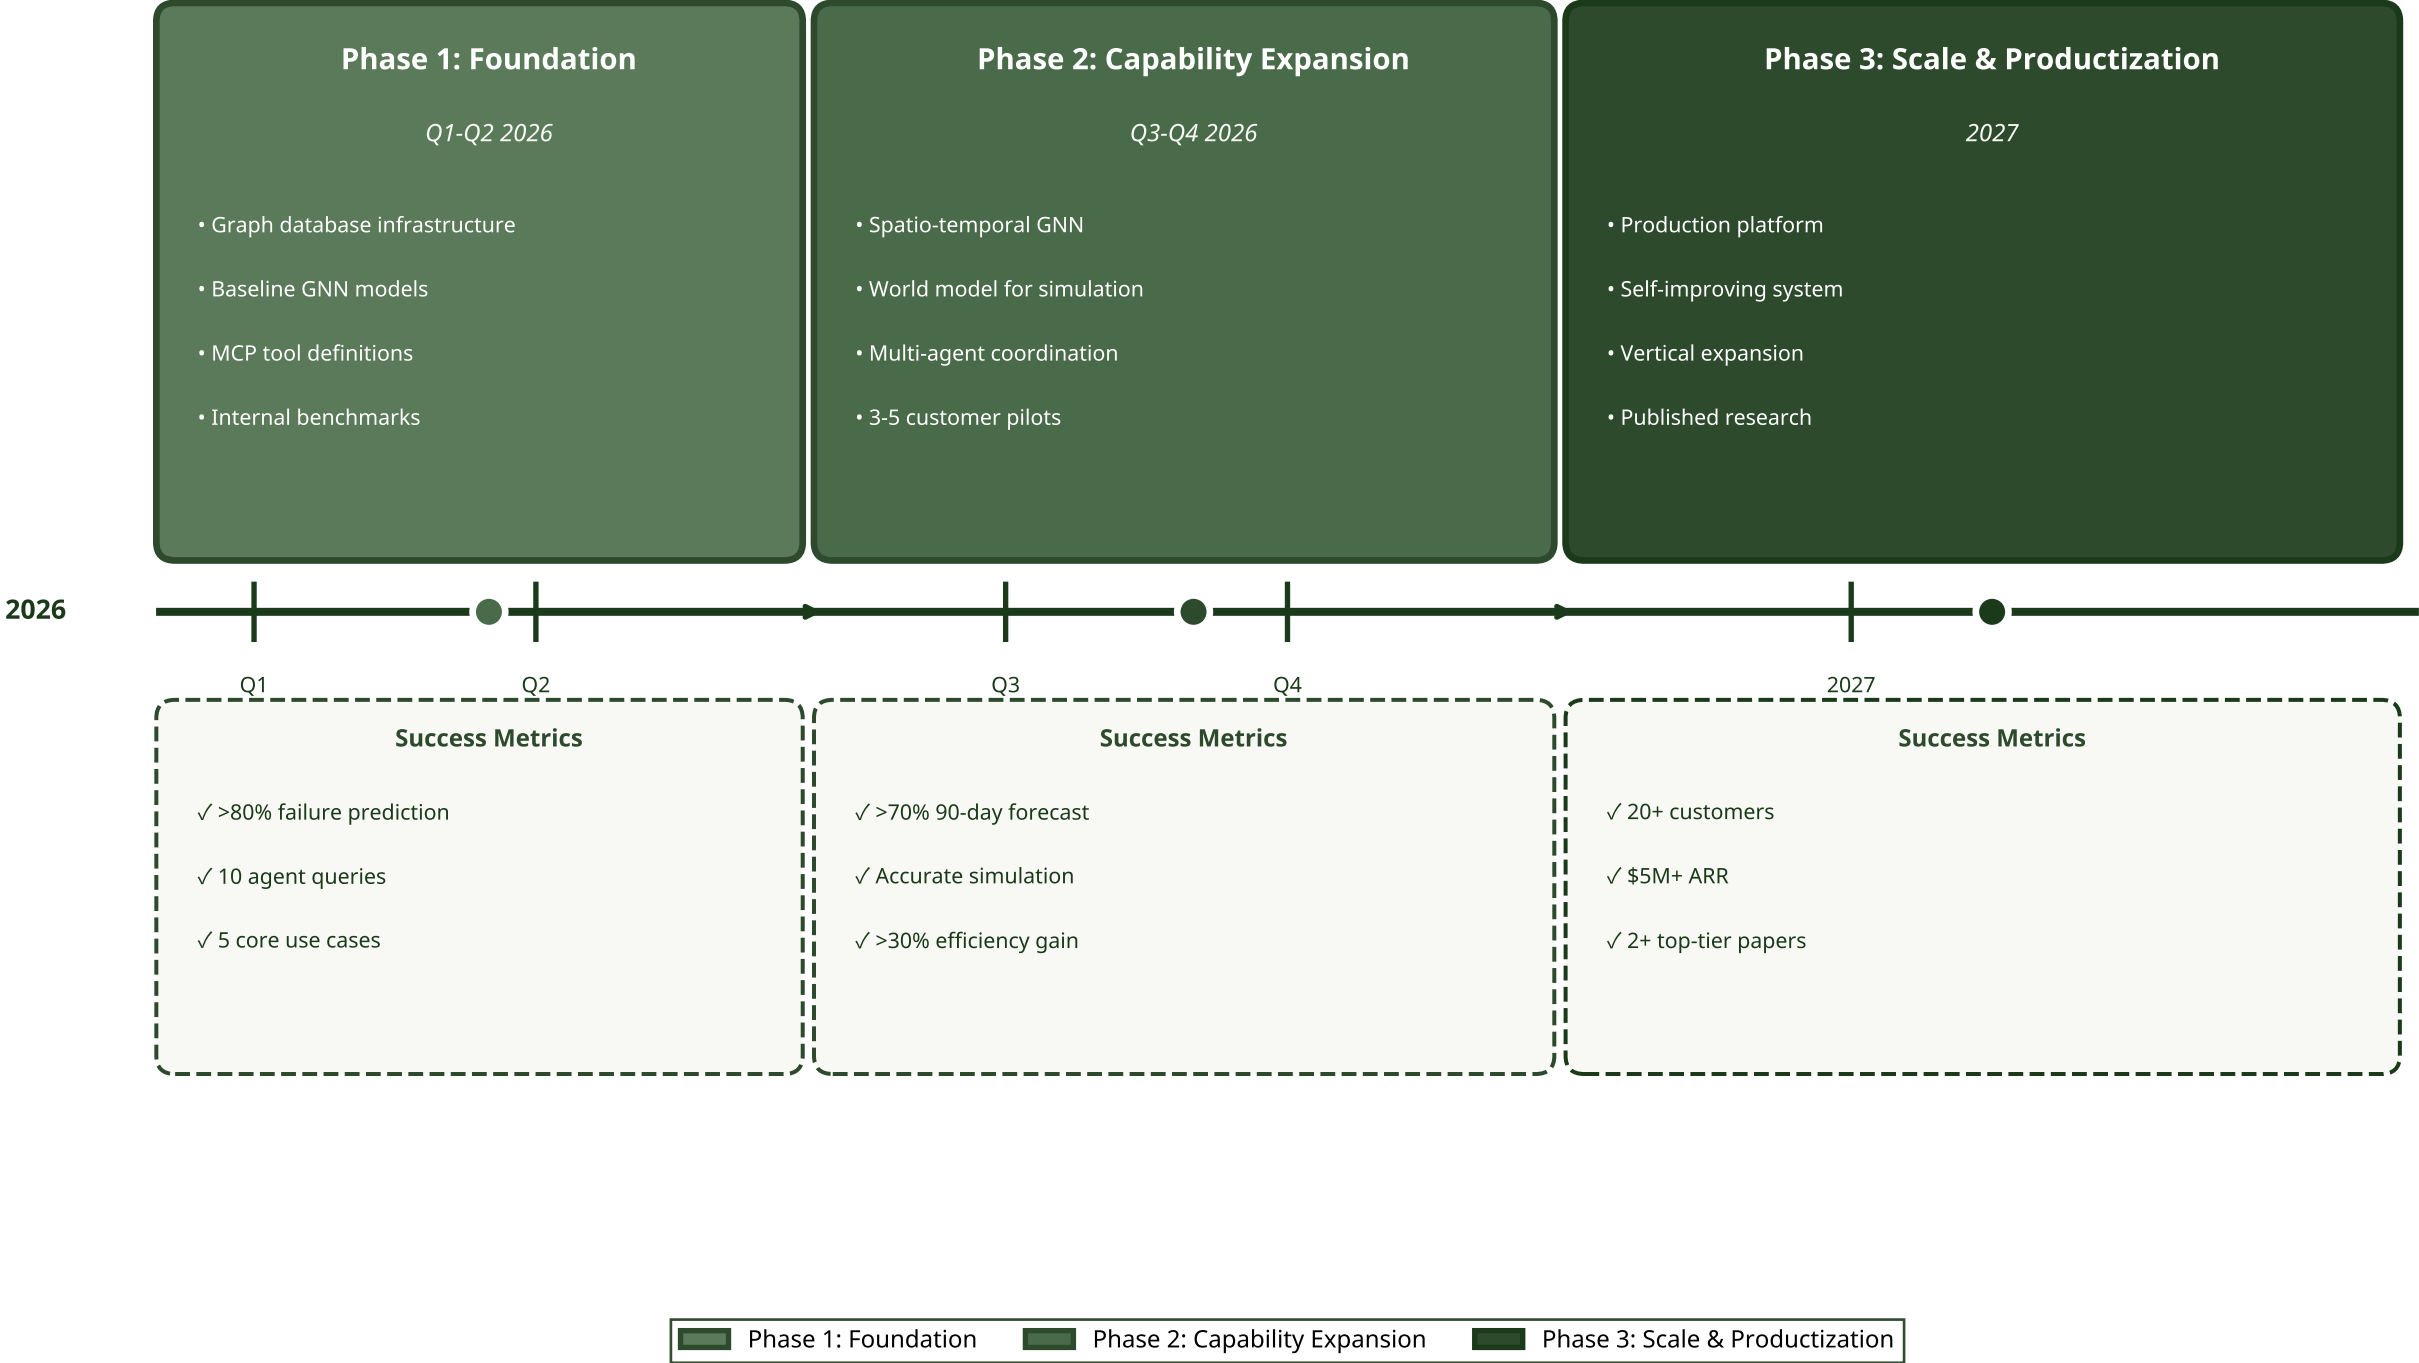 Phase 1: Foundation
Q1-Q2 2026
• Graph database infrastructure
• Baseline GNN models
• MCP tool definitions
• Internal benchmarks
Phase 2: Capability Expansion
Q3-Q4 2026
• Spatio-temporal GNN
• World model for simulation
• Multi-agent coordination
• 3-5 customer pilots
Phase 3: Scale & Productization
2027
• Production platform
• Self-improving system
• Vertical expansion
• Published research
2026
Q1
Q2
Q3
Q4
2027
Success Metrics
✓ >80% failure prediction
✓ 10 agent queries
✓ 5 core use cases
Success Metrics
✓ >70% 90-day forecast
✓ Accurate simulation
✓ >30% efficiency gain
Success Metrics
✓ 20+ customers
✓ $5M+ ARR
✓ 2+ top-tier papers
Phase 1: Foundation
Phase 2: Capability Expansion
Phase 3: Scale & Productization